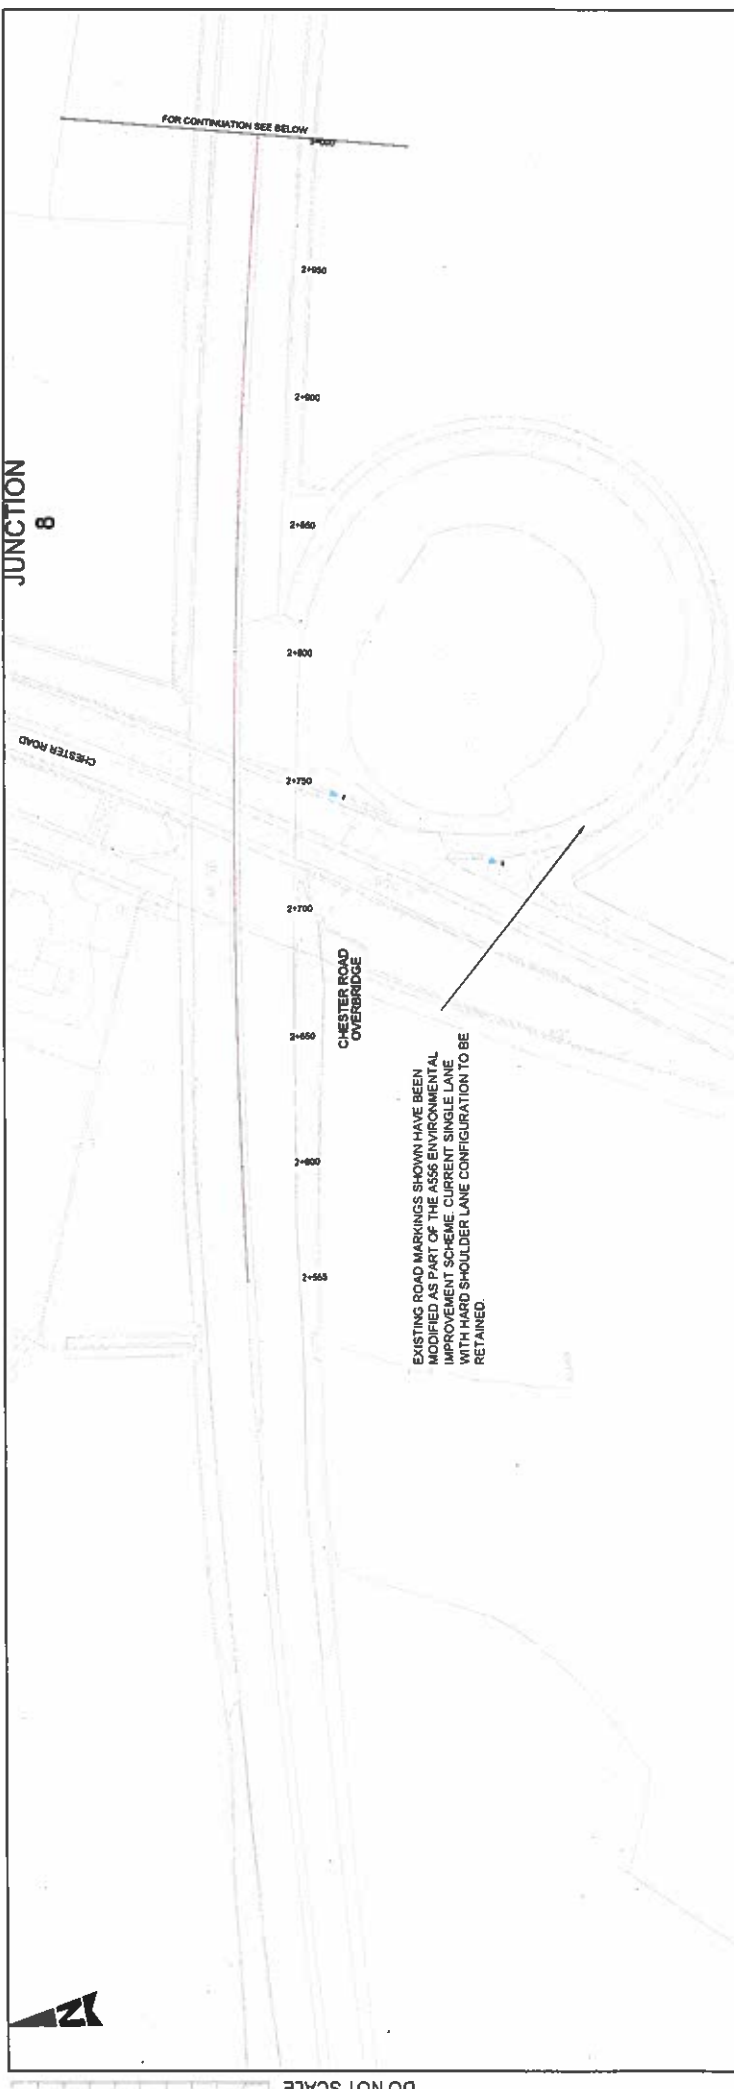 FOR CONTINUATION SEE BELOW
3+000
2+950
2+900
2+850
2+800
2+750
2+700
2+650
2+600
2+565
JUNCTION
8
CHESTER ROAD
CHESTER ROAD
OVERBRIDGE
EXISTING ROAD MARKINGS SHOWN HAVE BEEN
MODIFIED AS PART OF THE A556 ENVIRONMENTAL
IMPROVEMENT SCHEME. CURRENT SINGLE LANE
WITH HARD SHOULDER LANE CONFIGURATION TO BE
RETAINED.
N
DO NOT SCALE